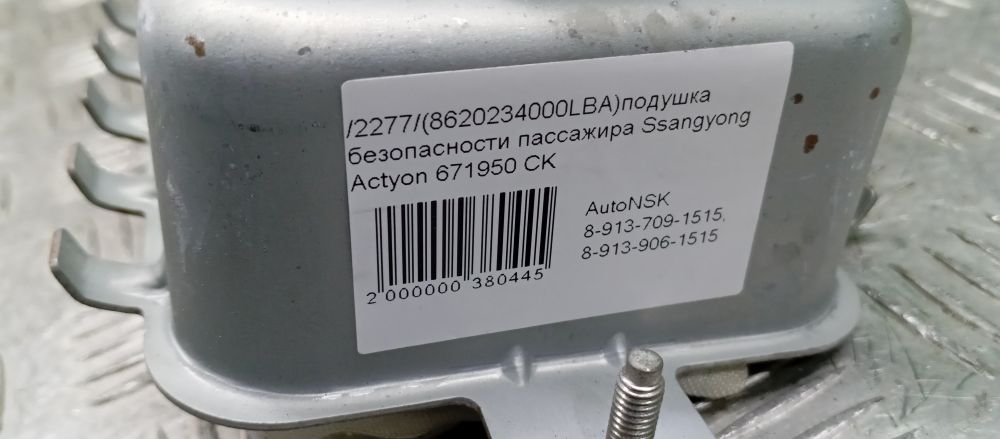 /2277/(8620234000LBA)подушка
безопасности пассажира Ssangyong
Actyon 671950 СК
AutoNSK
8-913-709-1515,
8-913-906-1515
2 000000 380445